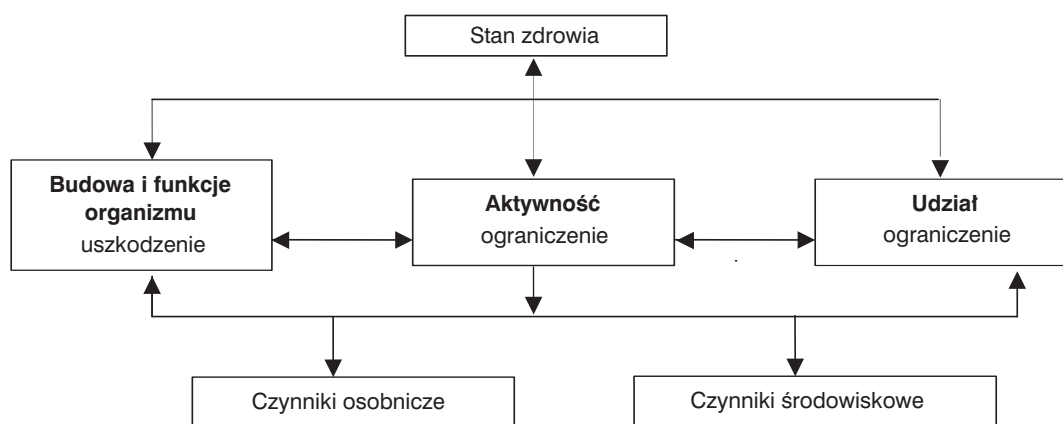 Stan zdrowia
Budowa i funkcje
organizmu
uszkodzenie
Aktywność
ograniczenie
Udział
ograniczenie
Czynniki osobnicze
Czynniki środowiskowe